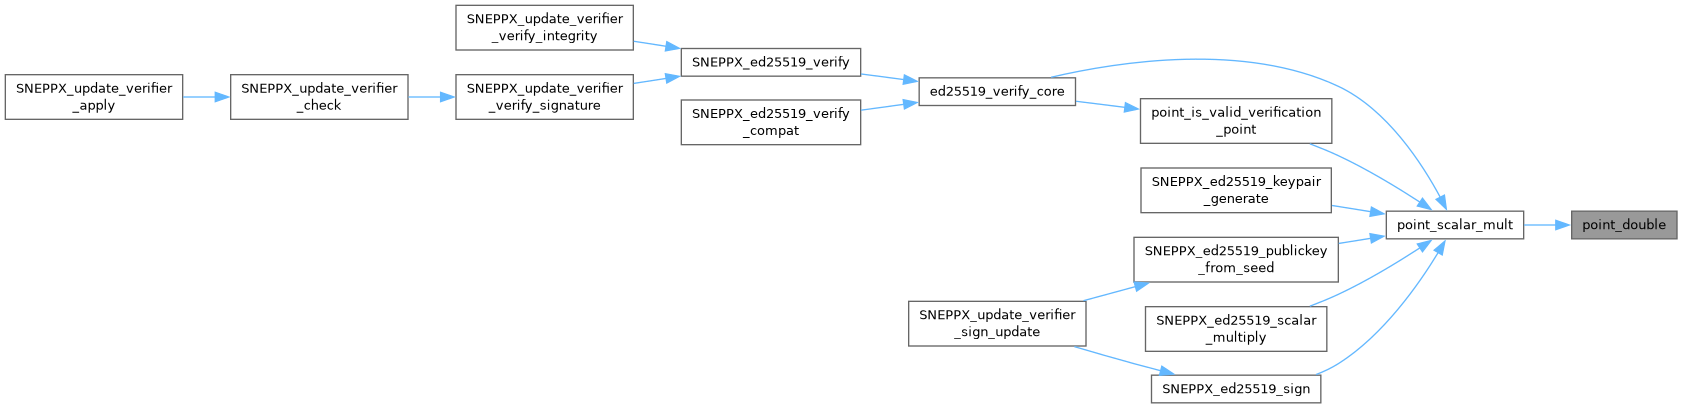 SNEPPX_update_verifier
_verify_integrity
SNEPPX_ed25519_verify
SNEPPX_update_verifier
_apply
SNEPPX_update_verifier
_check
SNEPPX_update_verifier
_verify_signature
ed25519_verify_core
SNEPPX_ed25519_verify
_compat
point_is_valid_verification
_point
SNEPPX_ed25519_keypair
_generate
point_scalar_mult
point_double
SNEPPX_ed25519_publickey
_from_seed
SNEPPX_update_verifier
_sign_update
SNEPPX_ed25519_scalar
_multiply
SNEPPX_ed25519_sign